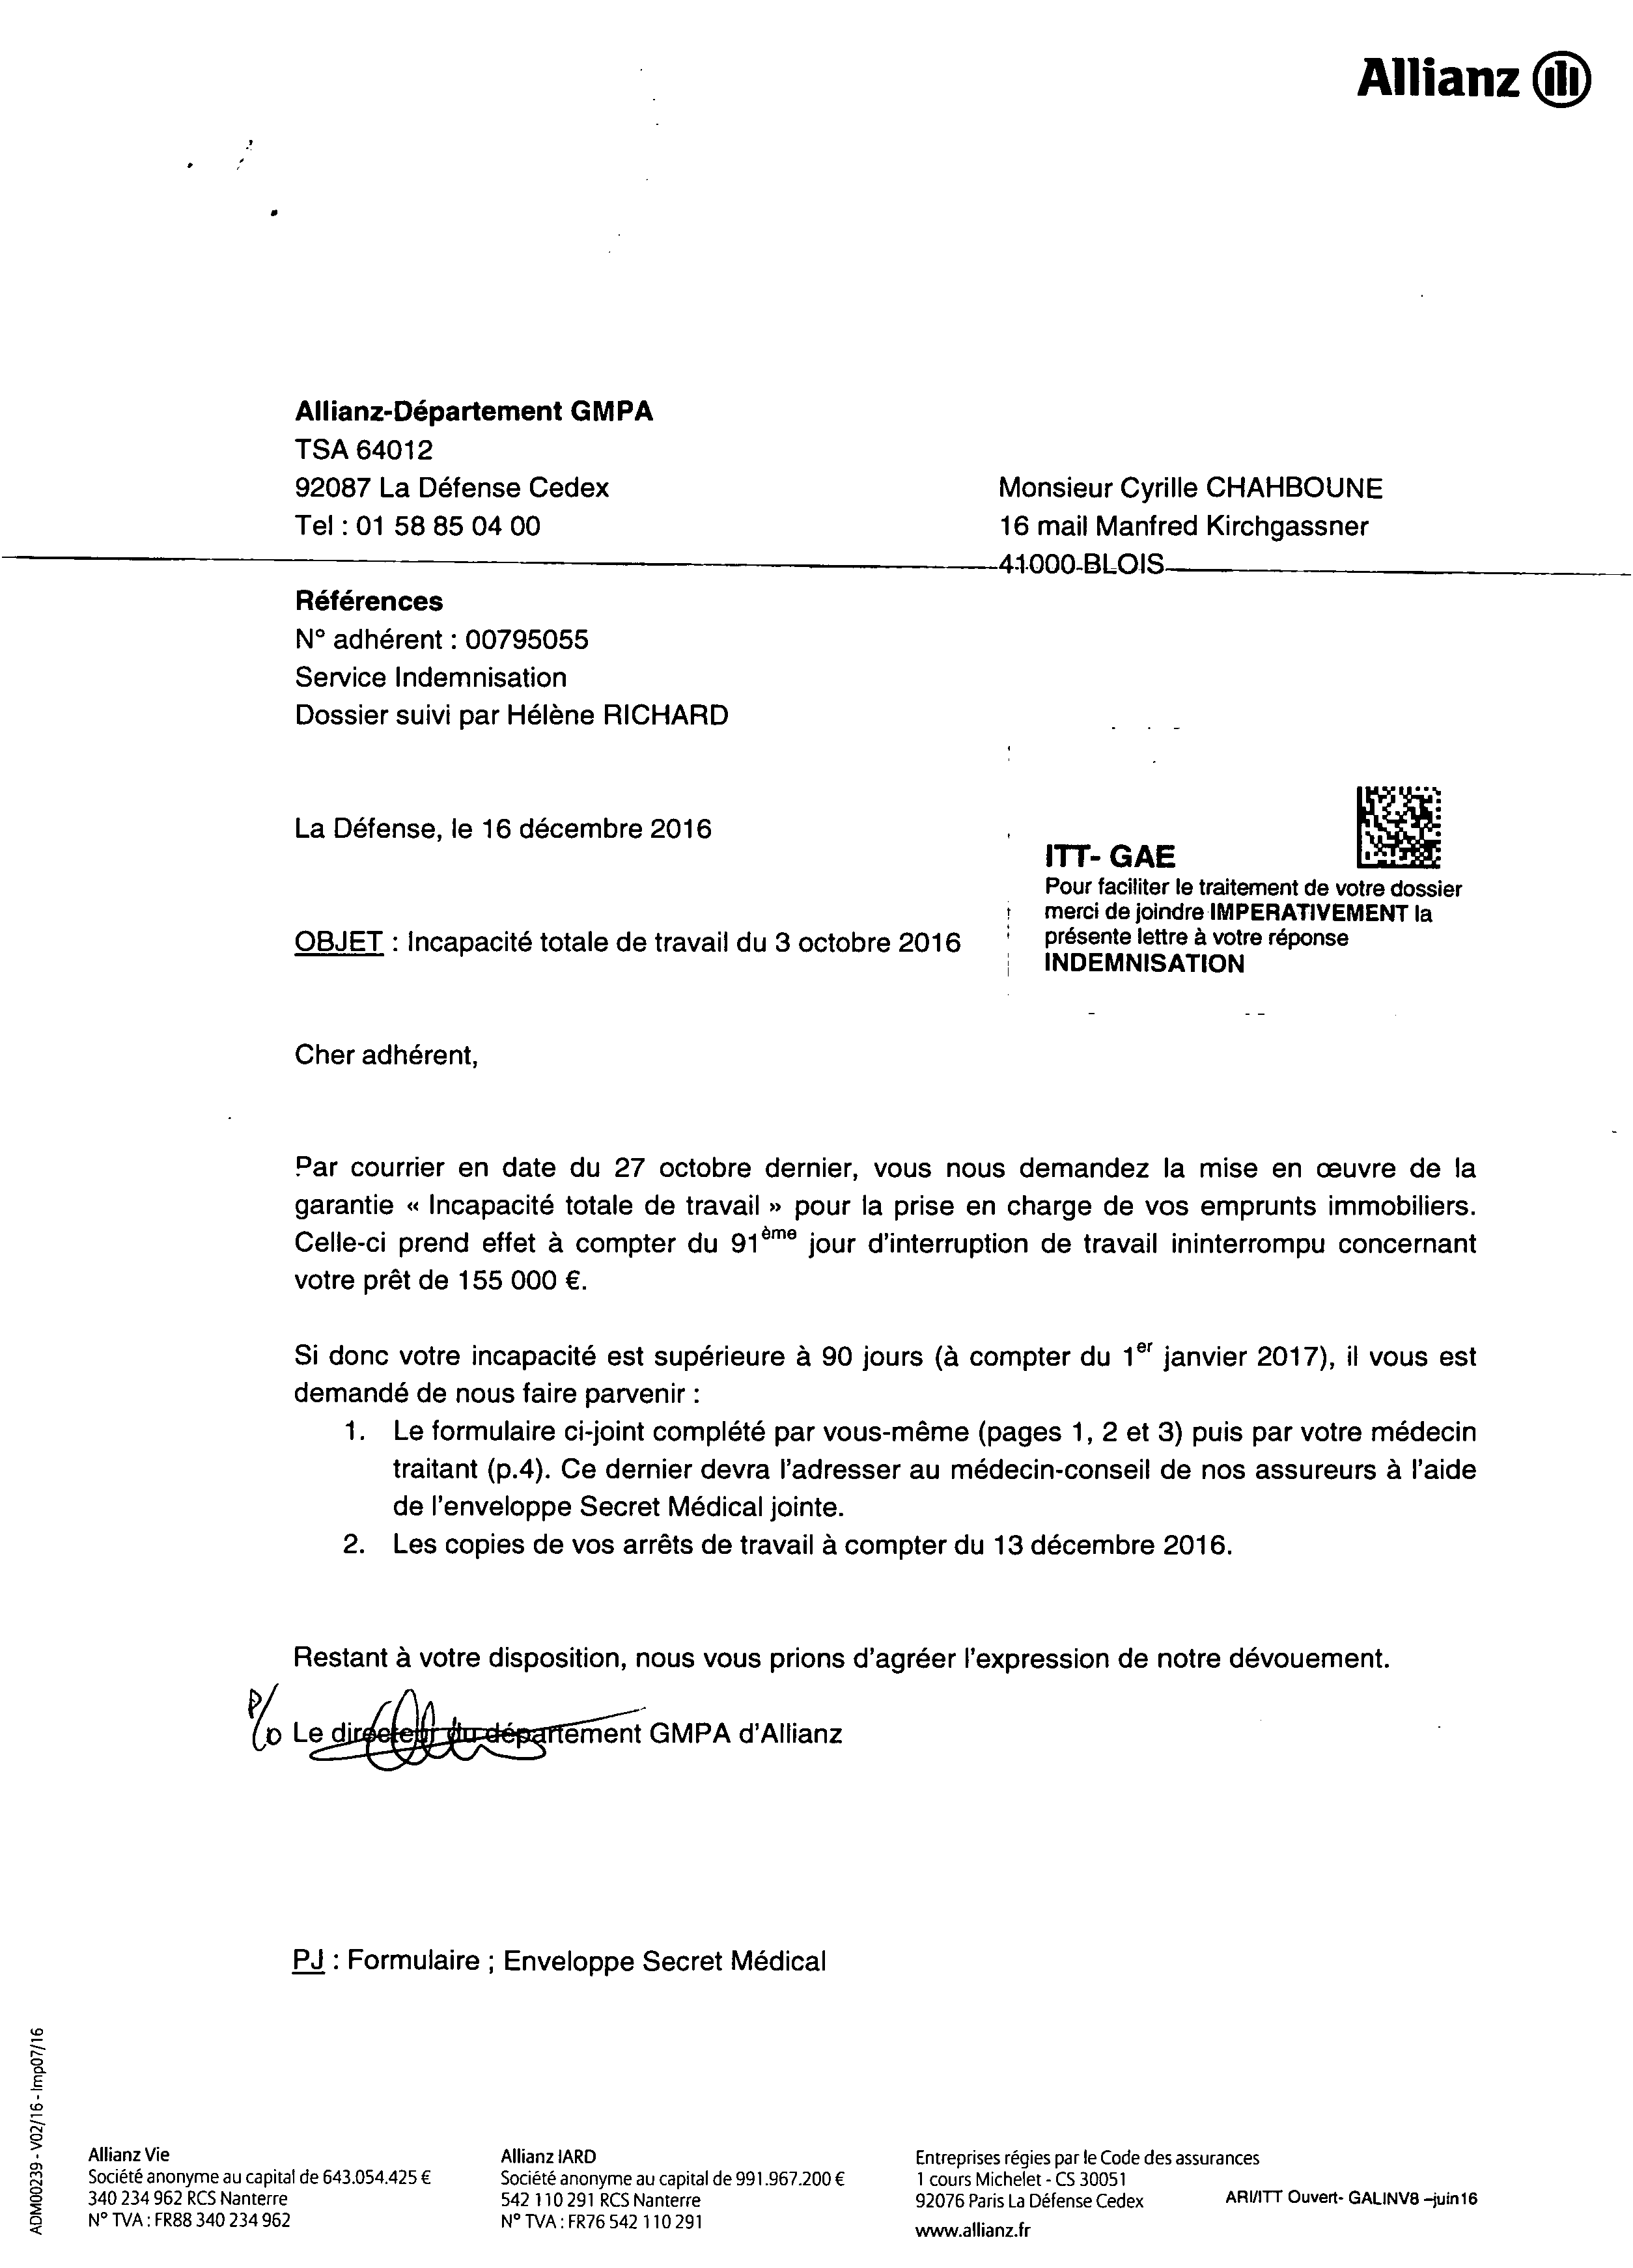 Allianz
Allianz-Département GMPA
TSA 64012
92087 La Défense Cedex
Tel : 01 58 85 04 00
Monsieur Cyrille CHAHBOUNE
16 mail Manfred Kirchgassner
41000 BLOIS
Références
N° adhérent : 00795055
Service Indemnisation
Dossier suivi par Hélène RICHARD
La Défense, le 16 décembre 2016
ITT- GAE
Pour faciliter le traitement de votre dossier
merci de joindre IMPERATIVEMENT la
présente lettre à votre réponse
INDEMNISATION
OBJET : Incapacité totale de travail du 3 octobre 2016
Cher adhérent,
Par courrier en date du 27 octobre dernier, vous nous demandez la mise en œuvre de la
garantie « Incapacité totale de travail » pour la prise en charge de vos emprunts immobiliers.
Celle-ci prend effet à compter du 91ème jour d'interruption de travail ininterrompu concernant
votre prêt de 155 000 €.
Si donc votre incapacité est supérieure à 90 jours (à compter du 1er janvier 2017), il vous est
demandé de nous faire parvenir :
1. Le formulaire ci-joint complété par vous-même (pages 1, 2 et 3) puis par votre médecin
traitant (p.4). Ce dernier devra l'adresser au médecin-conseil de nos assureurs à l'aide
de l'enveloppe Secret Médical jointe.
2. Les copies de vos arrêts de travail à compter du 13 décembre 2016.
Restant à votre disposition, nous vous prions d'agréer l'expression de notre dévouement.
P/o Le directeur du département GMPA d'Allianz
PJ : Formulaire ; Enveloppe Secret Médical
ADM00239 - V02/16 - Imp07/16
Allianz Vie
Société anonyme au capital de 643.054.425 €
340 234 962 RCS Nanterre
N° TVA : FR88 340 234 962
Allianz IARD
Société anonyme au capital de 991.967.200 €
542 110 291 RCS Nanterre
N° TVA : FR76 542 110 291
Entreprises régies par le Code des assurances
1 cours Michelet - CS 30051
92076 Paris La Défense Cedex
www.allianz.fr
ARI/ITT Ouvert- GALINV8 –juin16